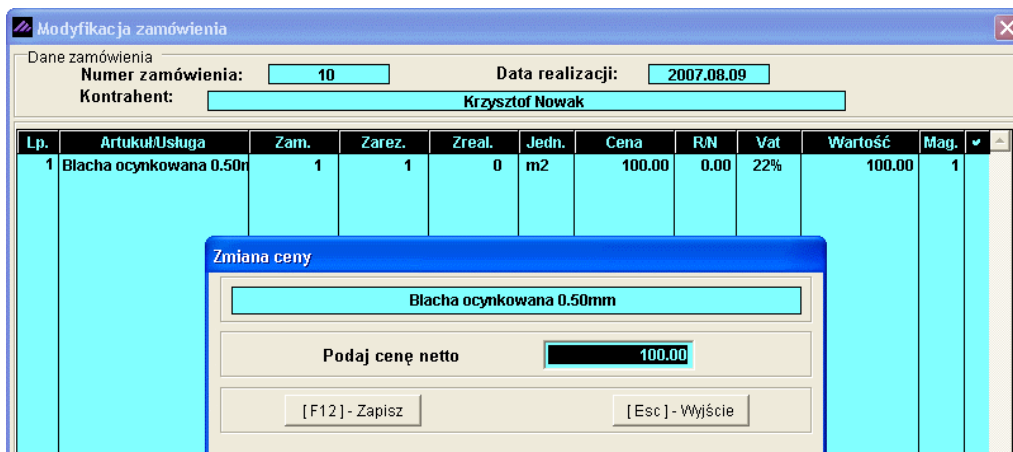 Modyfikacja zamówienia
Dane zamówienia
Numer zamówienia: 10 Data realizacji: 2007.08.09
Kontrahent: Krzysztof Nowak
Lp. Artukuł/Usługa Zam. Zarez. Zreal. Jedn. Cena R/N Vat Wartość Mag.
1 Blacha ocynkowana 0.50m 1 1 0 m2 100.00 0.00 22% 100.00 1
Zmiana ceny
Blacha ocynkowana 0.50mm
Podaj cenę netto 100.00
[F12] - Zapisz [Esc] - Wyjście